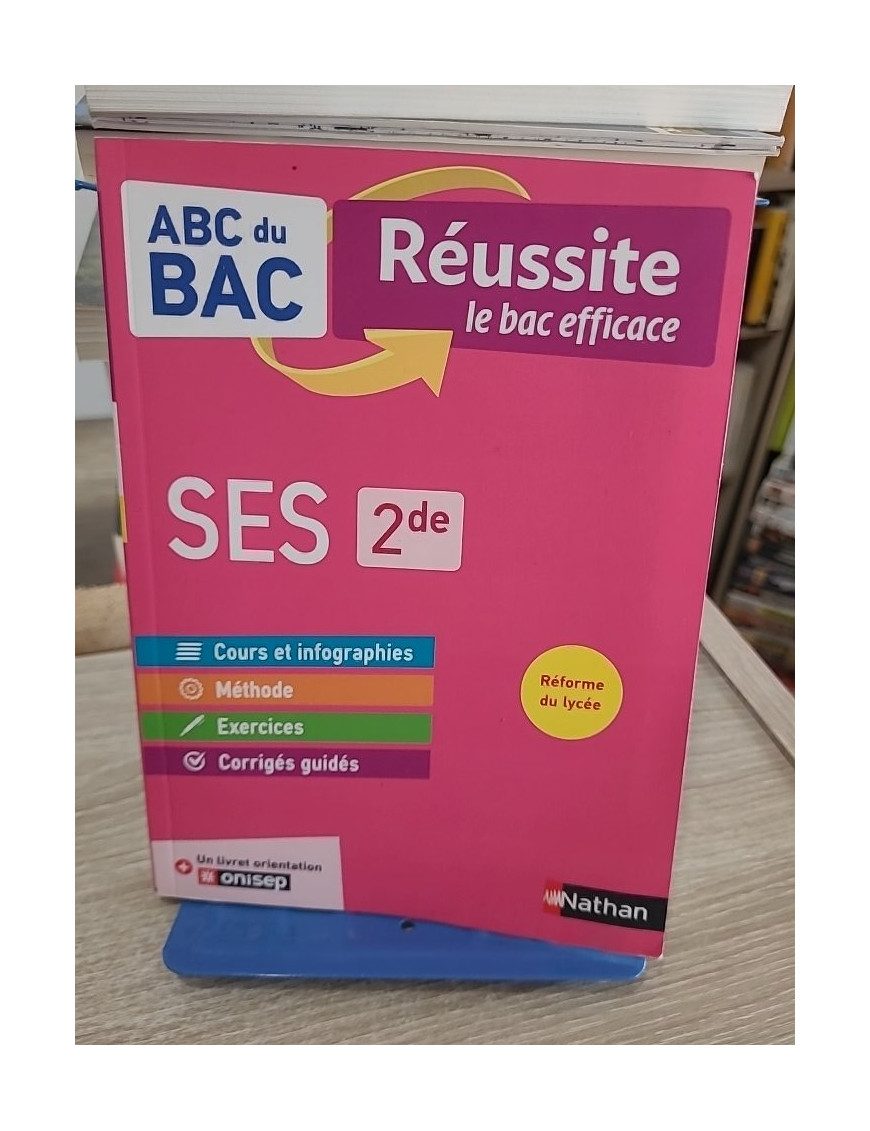 ABC du
BAC
Réussite
le bac efficace
SES 2de
Cours et infographies
Méthode
Exercices
Corrigés guidés
Réforme
du lycée
+ Un livret orientation
onisep
Nathan